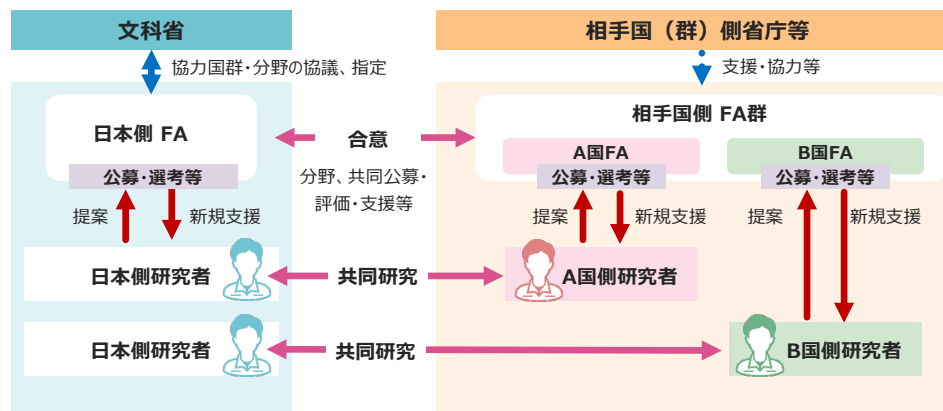 文科省
相手国（群）側省庁等
協力国群・分野の協議、指定
支援・協力等
日本側 FA
合意
相手国側 FA群
A国FA
B国FA
公募・選考等
分野、共同公募・
評価・支援等
公募・選考等
公募・選考等
提案
新規支援
提案
新規支援
提案
新規支援
日本側研究者
共同研究
A国側研究者
日本側研究者
共同研究
B国側研究者